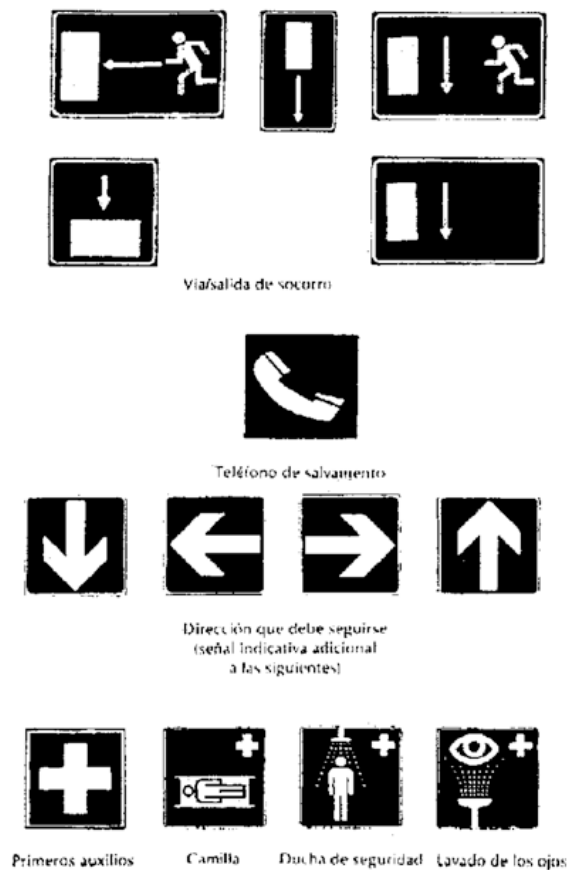 Vía/salida de socorro
Teléfono de salvamento
Dirección que debe seguirse
(señal indicativa adicional
a las siguientes)
Primeros auxilios
Camilla
Ducha de seguridad
Lavado de los ojos